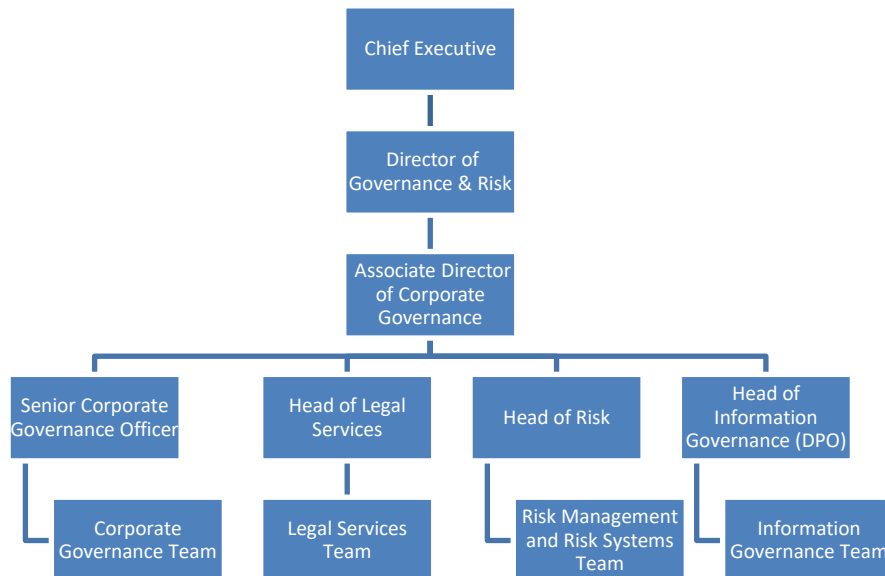 Chief Executive
Director of
Governance & Risk
Associate Director
of Corporate
Governance
Senior Corporate
Governance Officer
Head of Legal
Services
Head of Risk
Head of
Information
Governance (DPO)
Corporate
Governance Team
Legal Services
Team
Risk Management
and Risk Systems
Team
Information
Governance Team